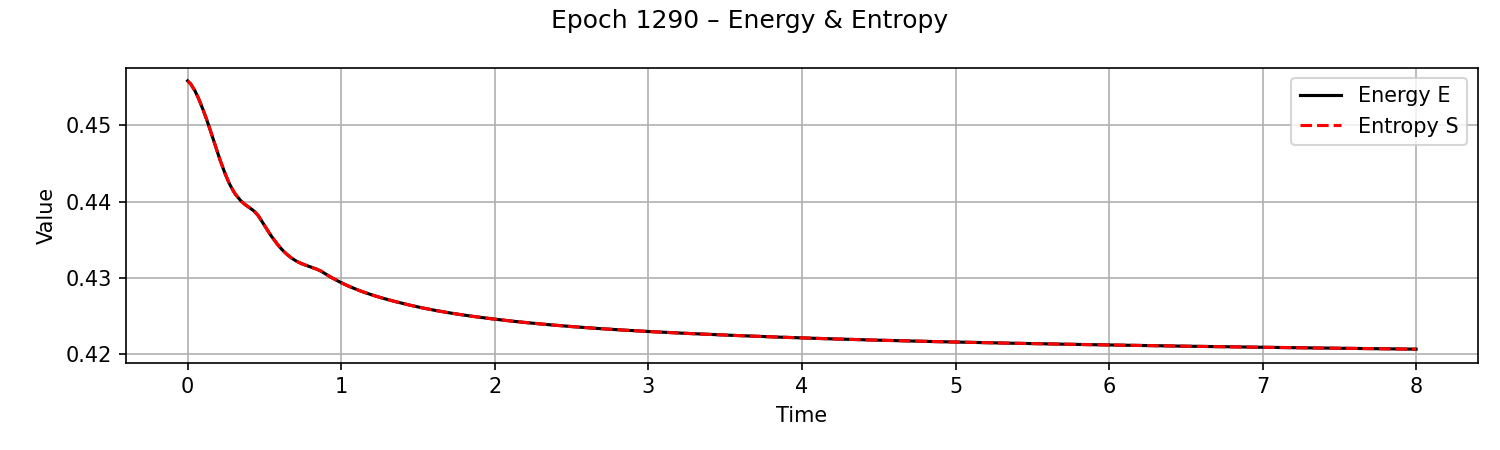 Epoch 1290 – Energy & Entropy
Energy E
Entropy S
Value
0.45
0.44
0.43
0.42
0 1 2 3 4 5 6 7 8
Time